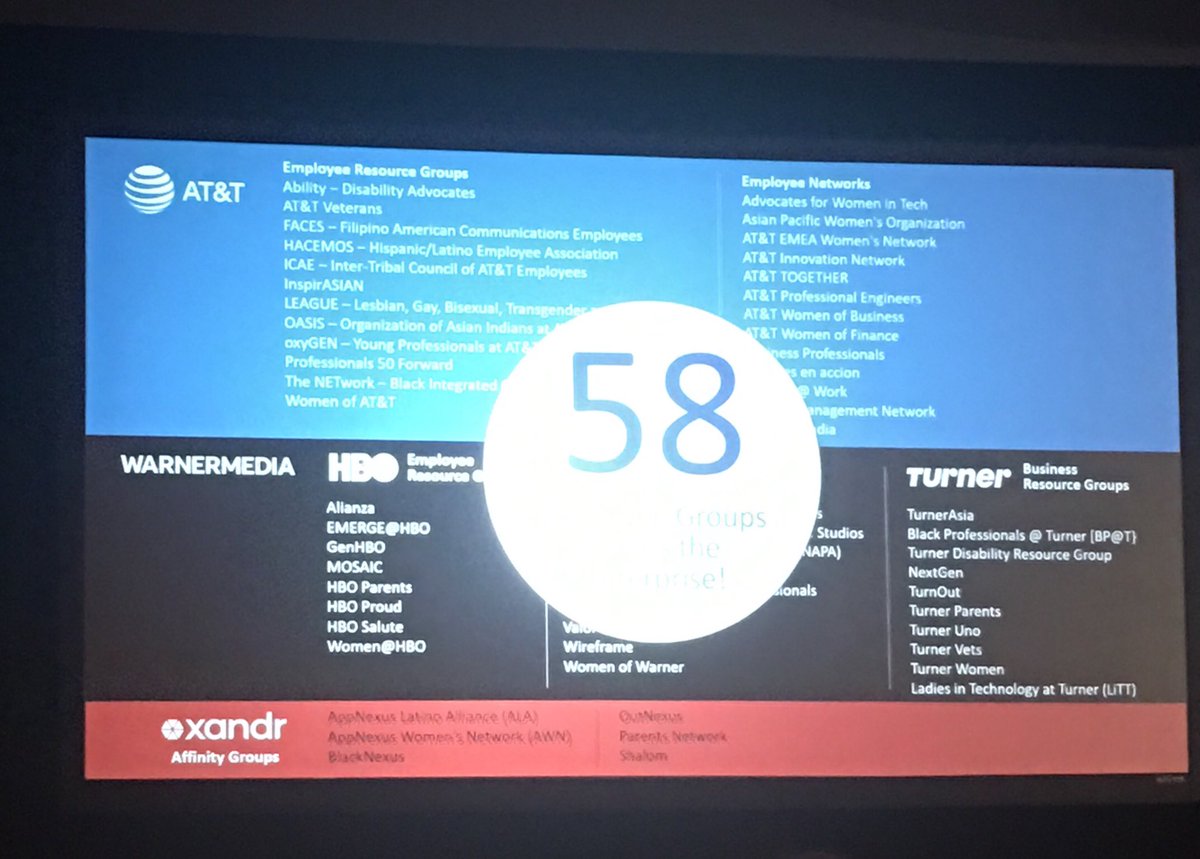 AT&T
Employee Resource Groups
Ability – Disability Advocates
AT&T Veterans
FACES – Filipino American Communications Employees
HACEMOS – Hispanic/Latino Employee Association
ICAE – Inter-Tribal Council of AT&T Employees
InspirASIAN
LEAGUE – Lesbian, Gay, Bisexual, Transgender
OASIS – Organization of Asian Indians at
oxyGEN – Young Professionals at AT&T
Professionals 50 Forward
The NETwork – Black Integrated
Women of AT&T
Employee Networks
Advocates for Women in Tech
Asian Pacific Women's Organization
AT&T EMEA Women's Network
AT&T Innovation Network
AT&T TOGETHER
AT&T Professional Engineers
AT&T Women of Business
AT&T Women of Finance
Professionals
en accion
@ Work
Network
58
Groups
the
WARNERMEDIA
HBO Employee
Resource
Alianza
EMERGE@HBO
GenHBO
MOSAIC
HBO Parents
HBO Proud
HBO Salute
Women@HBO
Studios
Wireframe
Women of Warner
Turner Business
Resource Groups
TurnerAsia
Black Professionals @ Turner [BP@T}
Turner Disability Resource Group
NextGen
TurnOut
Turner Parents
Turner Uno
Turner Vets
Turner Women
Ladies in Technology at Turner (LiTT)
xandr
Affinity Groups
AppNexus Latino Alliance (ALA)
AppNexus Women's Network (AWN)
BlackNexus
OutNexus
Parents Network
Shalom